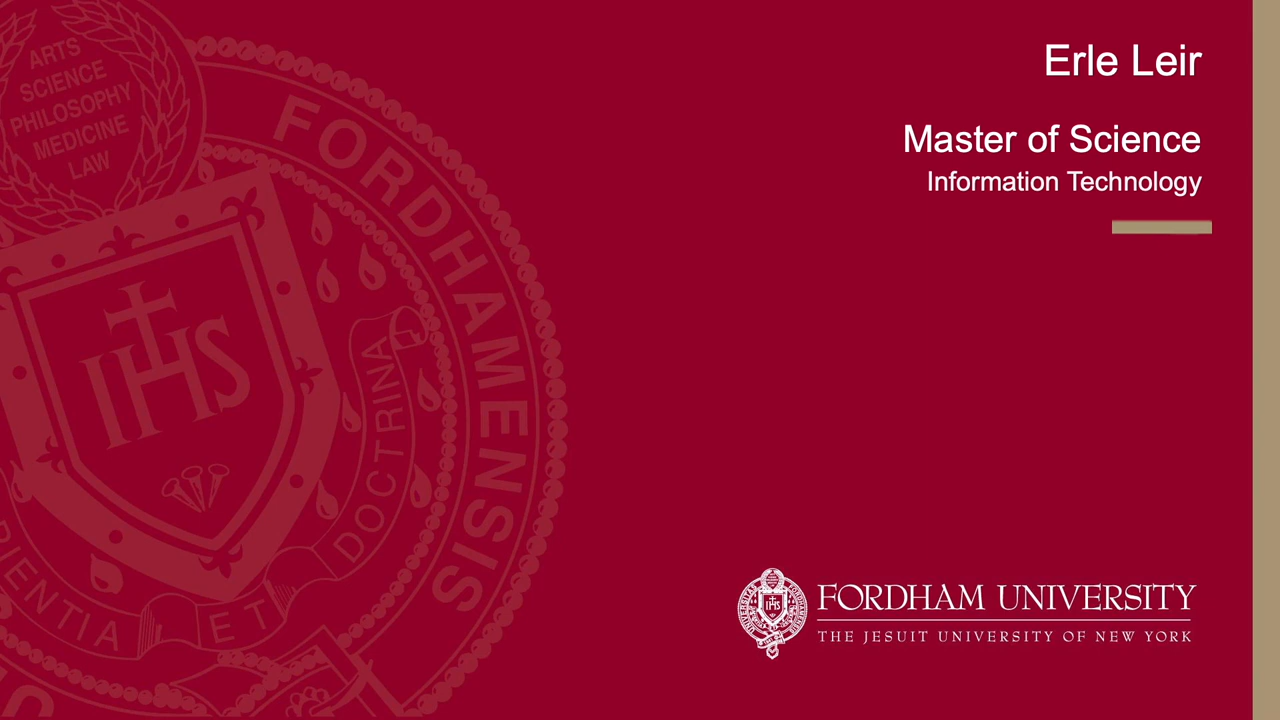 Erle Leir
Master of Science
Information Technology
ARTS
SCIENCE
PHILOSOPHY
MEDICINE
LAW
FORDHAMENSIS
IHS
DOCTRINA
ET
FORDHAM UNIVERSITY
THE JESUIT UNIVERSITY OF NEW YORK